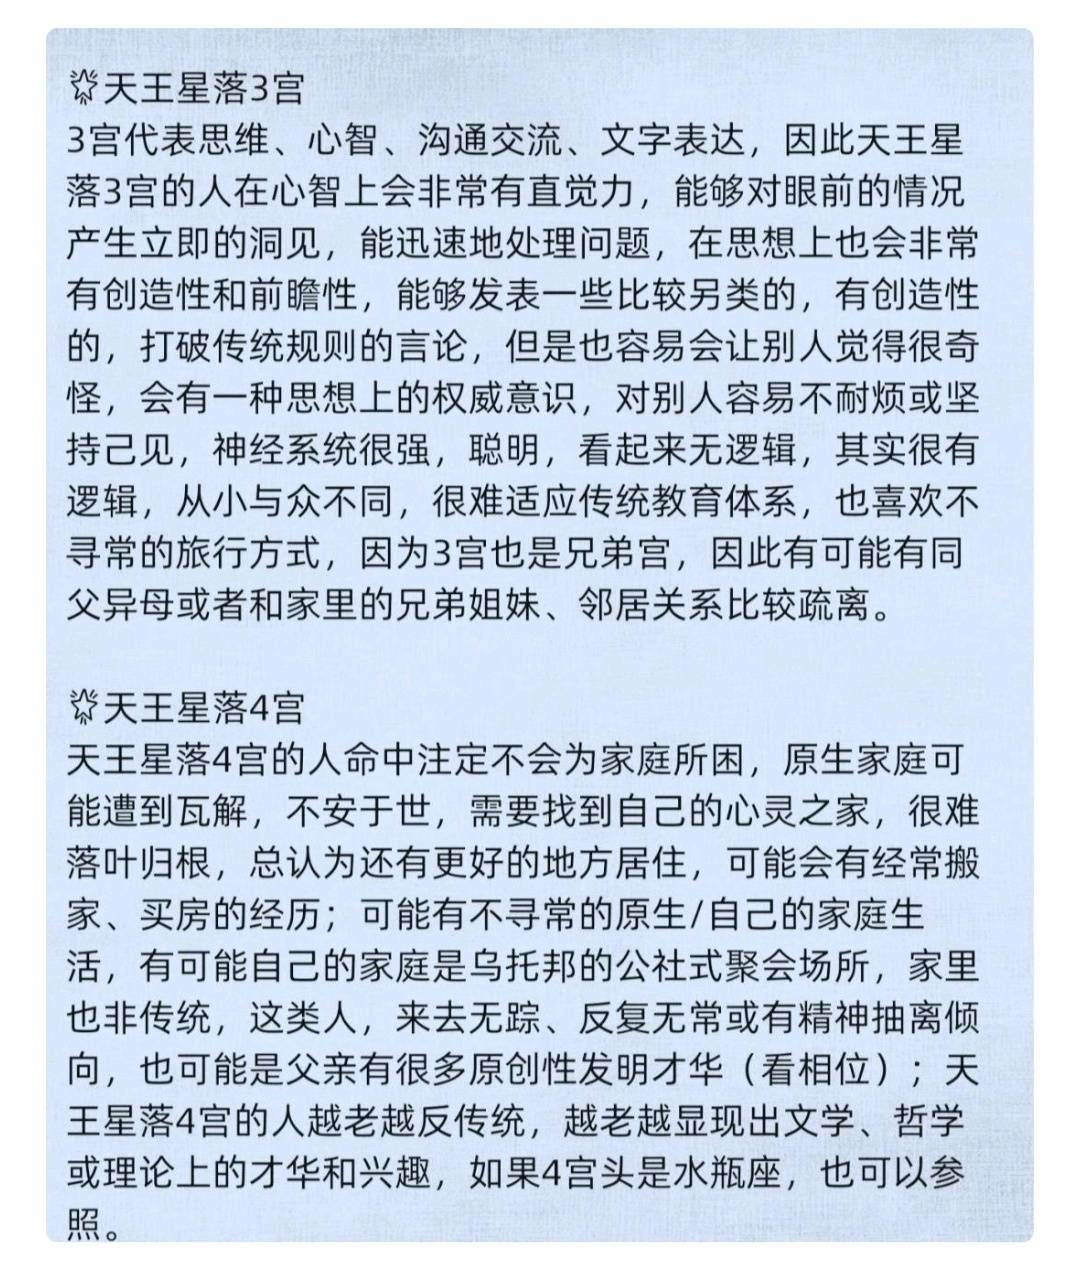 天王星落3宫
3宫代表思维、心智、沟通交流、文字表达，因此天王星
落3宫的人在心智上会非常有直觉力，能够对眼前的情况
产生立即的洞见，能迅速地处理问题，在思想上也会非常
有创造性和前瞻性，能够发表一些比较另类的，有创造性
的，打破传统规则的言论，但是也容易会让别人觉得很奇
怪，会有一种思想上的权威意识，对别人容易不耐烦或坚
持己见，神经系统很强，聪明，看起来无逻辑，其实很有
逻辑，从小与众不同，很难适应传统教育体系，也喜欢不
寻常的旅行方式，因为3宫也是兄弟宫，因此有可能有同
父异母或者和家里的兄弟姐妹、邻居关系比较疏离。
天王星落4宫
天王星落4宫的人命中注定不会为家庭所困，原生家庭可
能遭到瓦解，不安于世，需要找到自己的心灵之家，很难
落叶归根，总认为还有更好的地方居住，可能会有经常搬
家、买房的经历；可能有不寻常的原生/自己的家庭生
活，有可能自己的家庭是乌托邦的公社式聚会场所，家里
也非传统，这类人，来去无踪、反复无常或有精神抽离倾
向，也可能是父亲有很多原创性发明才华（看相位）；天
王星落4宫的人越老越反传统，越老越显现出文学、哲学
或理论上的才华和兴趣，如果4宫头是水瓶座，也可以参
照。